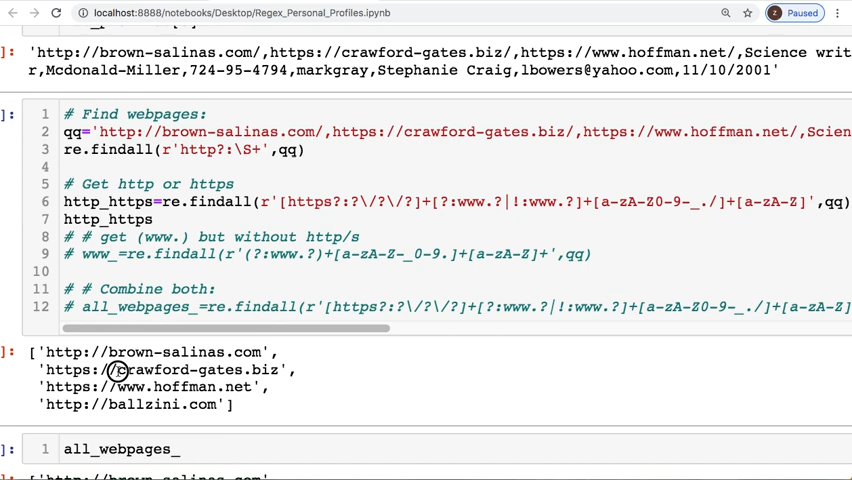 localhost:8888/notebooks/Desktop/Regex_Personal_Profiles.ipynb
Z Paused
]: 'http://brown-salinas.com/,https://crawford-gates.biz/,https://www.hoffman.net/,Science writ
r,Mcdonald-Miller,724-95-4794,markgray,Stephanie Craig,lbowers@yahoo.com,11/10/2001'
]: 1 # Find webpages:
2 qq='http://brown-salinas.com/,https://crawford-gates.biz/,https://www.hoffman.net/,Scien
3 re.findall(r'http?:\S+',qq)
4
5 # Get http or https
6 http_https=re.findall(r'[https?:?\/?\/?]+[?:www.?|!:www.?]+[a-zA-Z0-9-_./]+[a-zA-Z]',qq)
7 http_https
8 # # get (www.) but without http/s
9 # www_=re.findall(r'(?:www.?)+[a-zA-Z-_0-9.]+[a-zA-Z]+',qq)
10
11 # # Combine both:
12 # all_webpages_=re.findall(r'[https?:?\/?\/?]+[?:www.?|!:www.?]+[a-zA-Z0-9-_./]+[a-zA-Z
]: ['http://brown-salinas.com',
'https://crawford-gates.biz',
'https://www.hoffman.net',
'http://ballzini.com']
]: 1 all_webpages_